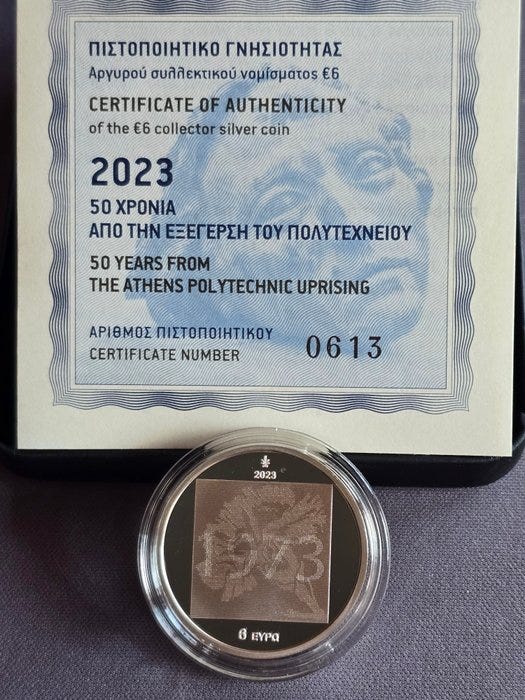 ΠΙΣΤΟΠΟΙΗΤΙΚΟ ΓΝΗΣΙΟΤΗΤΑΣ
Αργυρού συλλεκτικού νομίσματος €6
CERTIFICATE OF AUTHENTICITY
of the €6 collector silver coin
2023
50 ΧΡΟΝΙΑ
ΑΠΟ ΤΗΝ ΕΞΕΓΕΡΣΗ ΤΟΥ ΠΟΛΥΤΕΧΝΕΙΟΥ
50 YEARS FROM
THE ATHENS POLYTECHNIC UPRISING
ΑΡΙΘΜΟΣ ΠΙΣΤΟΠΟΙΗΤΙΚΟΥ
CERTIFICATE NUMBER 0613
2023
1973
6 ΕΥΡΩ